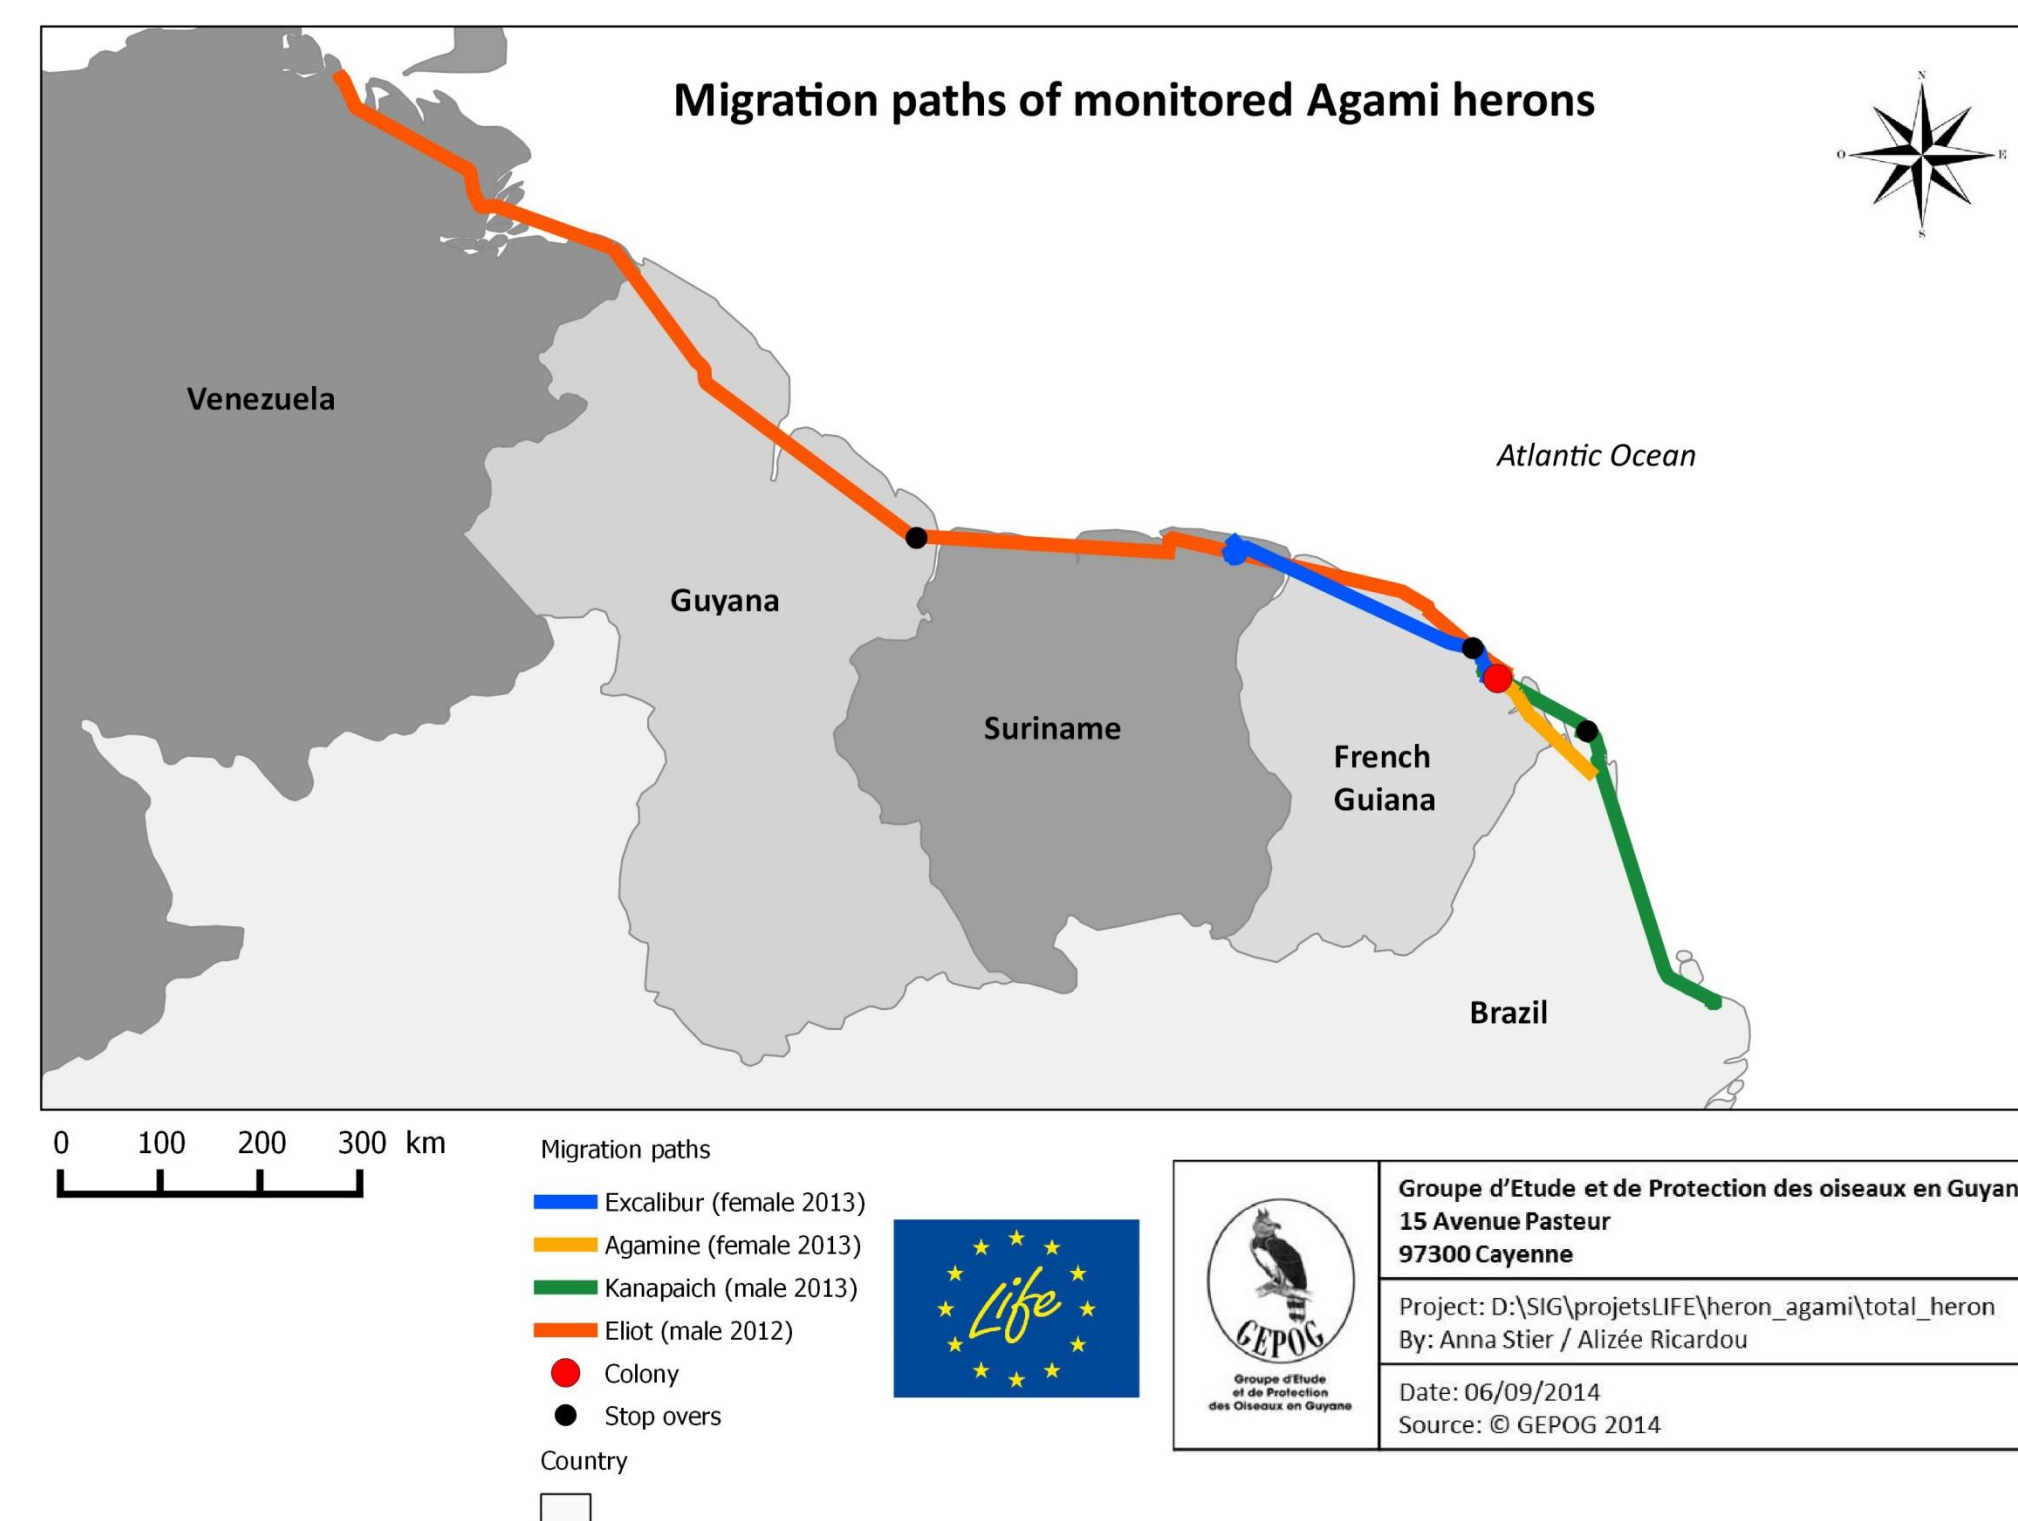 Migration paths of monitored Agami herons
N
O
E
S
Venezuela
Atlantic Ocean
Guyana
Suriname
French
Guiana
Brazil
0 100 200 300 km
Migration paths
Excalibur (female 2013)
Agamine (female 2013)
Kanapaich (male 2013)
Eliot (male 2012)
Colony
Stop overs
Country
Life
GEPOG
Groupe d'Etude
et de Protection
des Oiseaux en Guyane
Groupe d'Etude et de Protection des oiseaux en Guyan
15 Avenue Pasteur
97300 Cayenne
Project: D:\SIG\projetsLIFE\heron_agami\total_heron
By: Anna Stier / Alizée Ricardou
Date: 06/09/2014
Source: © GEPOG 2014